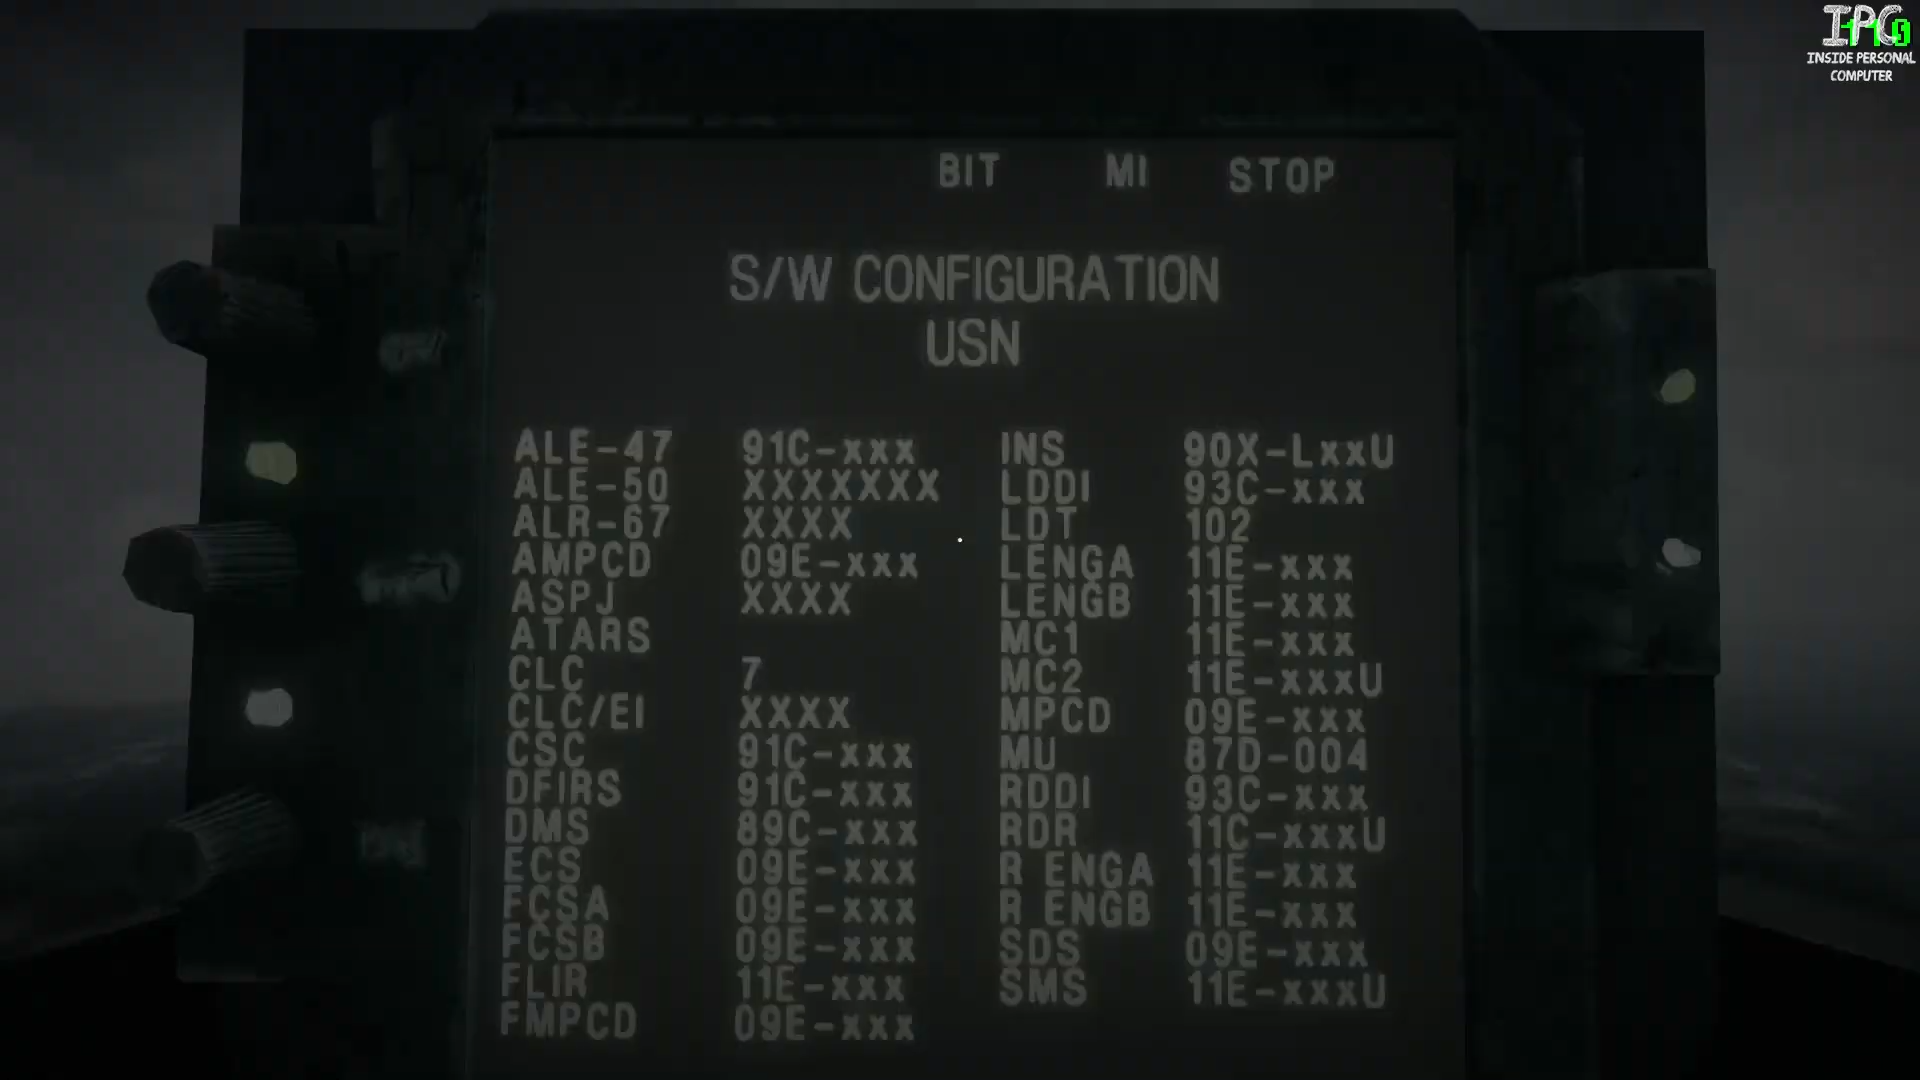 IPC
INSIDE PERSONAL
COMPUTER
BIT MI STOP
S/W CONFIGURATION
USN
ALE-47 91C-xxx INS 90X-LxxU
ALE-50 XXXXXXX LDDI 93C-xxx
ALR-67 XXXX LDT 102
AMPCD 09E-xxx LENGA 11E-xxx
ASPJ XXXX LENGB 11E-xxx
ATARS MC1 11E-xxx
CLC 7 MC2 11E-xxxU
CLC/EI XXXX MPCD 09E-xxx
CSC 91C-xxx MU 87D-004
DFIRS 91C-xxx RDDI 93C-xxx
DMS 89C-xxx RDR 11C-xxxU
ECS 09E-xxx R ENGA 11E-xxx
FCSA 09E-xxx R ENGB 11E-xxx
FCSB 09E-xxx SDS 09E-xxx
FLIR 11E-xxx SMS 11E-xxxU
FMPCD 09E-xxx